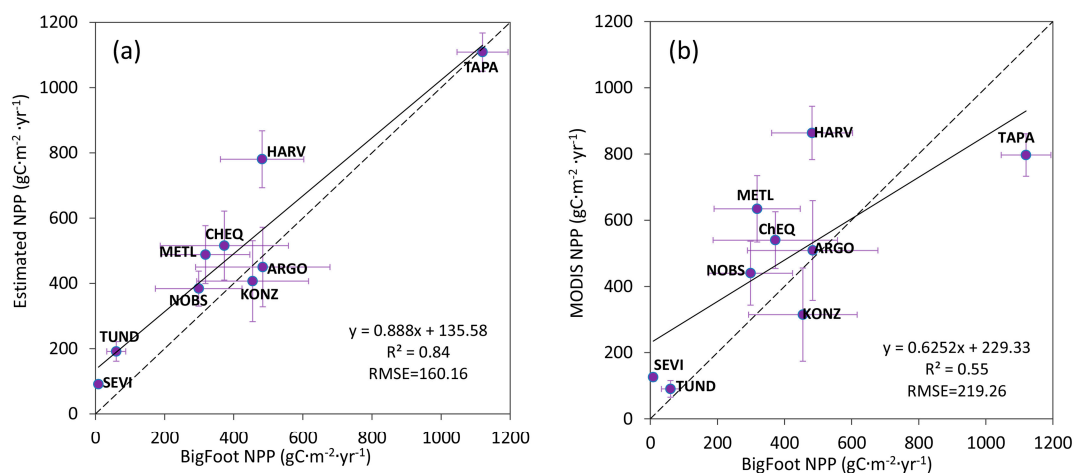 (a)
Estimated NPP (gC·m⁻² ·yr⁻¹)
1200
1000
800
600
400
200
0
TAPA
HARV
CHEQ
METL
ARGO
NOBS
KONZ
TUND
SEVI
y = 0.888x + 135.58
R² = 0.84
RMSE=160.16
0 200 400 600 800 1000 1200
BigFoot NPP (gC·m⁻²·yr⁻¹)
(b)
MODIS NPP (gC·m⁻² ·yr⁻¹)
1200
1000
800
600
400
200
0
HARV
TAPA
METL
ChEQ
ARGO
NOBS
KONZ
SEVI
TUND
y = 0.6252x + 229.33
R² = 0.55
RMSE=219.26
0 200 400 600 800 1000 1200
BigFoot NPP (gC·m⁻²·yr⁻¹)